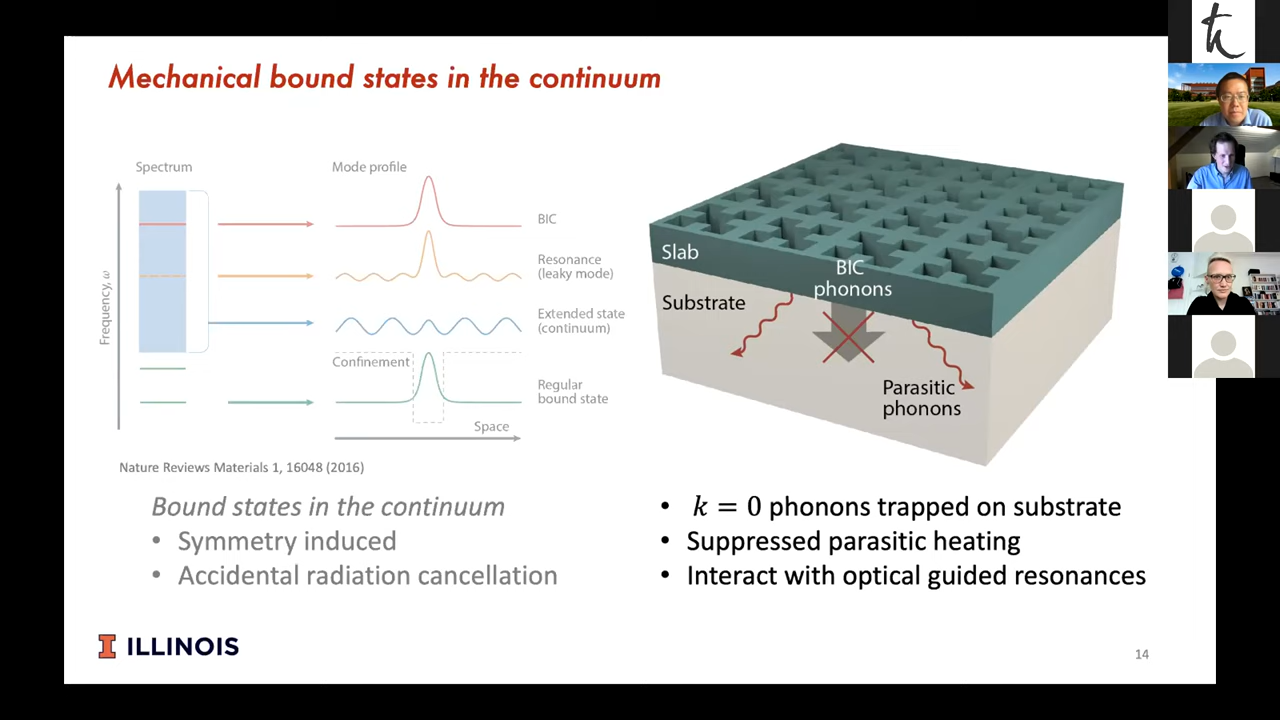 Mechanical bound states in the continuum
Spectrum
Mode profile
Frequency, ω
BIC
Resonance
(leaky mode)
Extended state
(continuum)
Confinement
Regular
bound state
Space
Nature Reviews Materials 1, 16048 (2016)
Slab
Substrate
BIC
phonons
Parasitic
phonons
Bound states in the continuum
• Symmetry induced
• Accidental radiation cancellation
• k = 0 phonons trapped on substrate
• Suppressed parasitic heating
• Interact with optical guided resonances
I ILLINOIS
14